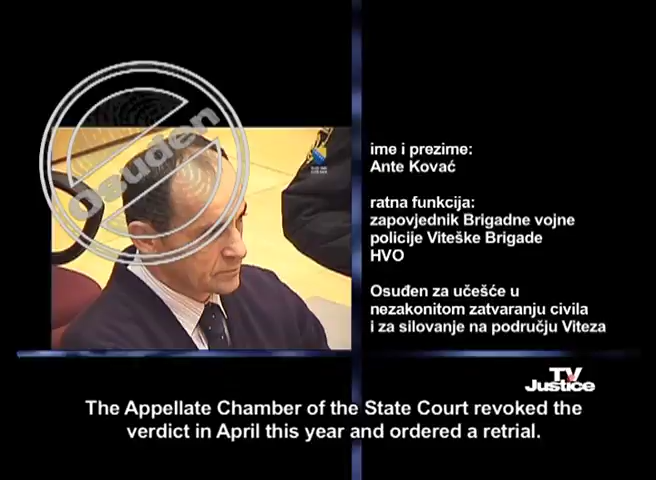 Osuđen
ime i prezime:
Ante Kovać
ratna funkcija:
zapovjednik Brigadne vojne
policije Viteške Brigade
HVO
Osuđen za učešće u
nezakonitom zatvaranju civila
i za silovanje na području Viteza
TV
Justice
The Appellate Chamber of the State Court revoked the
verdict in April this year and ordered a retrial.